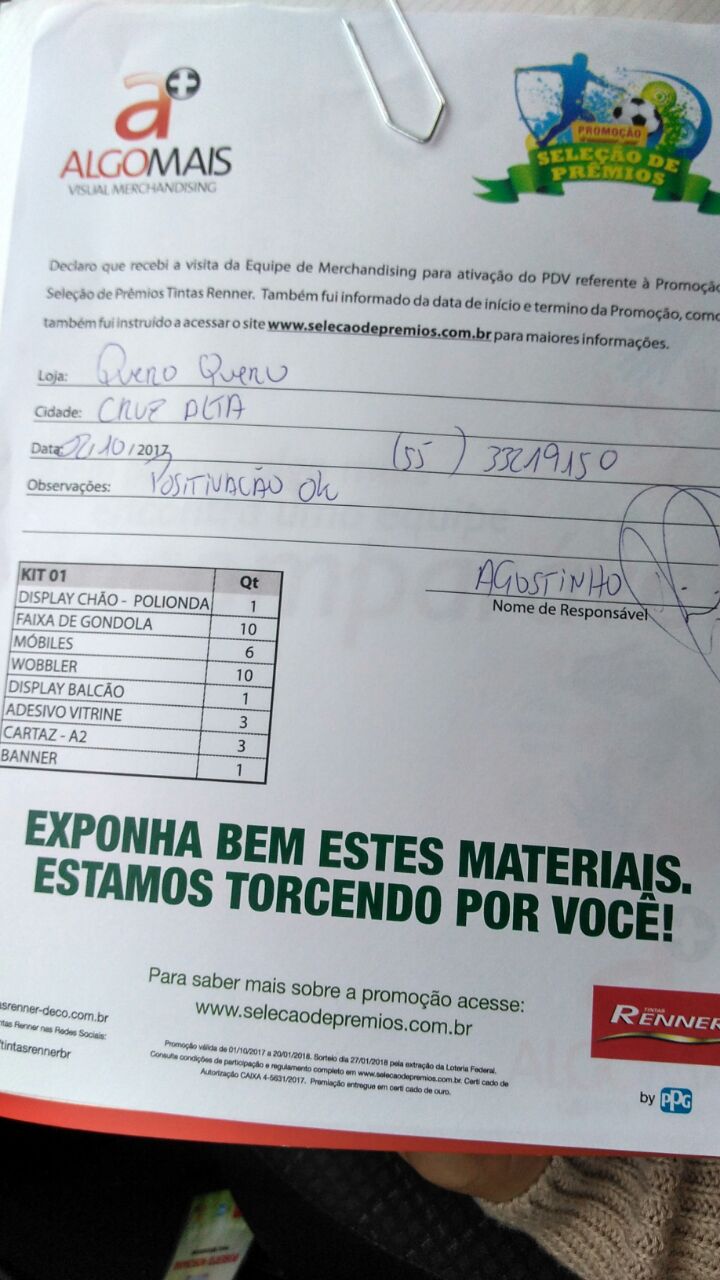 a+
ALGOMAIS
VISUAL MERCHANDISING
PROMOÇÃO
SELEÇÃO DE
PRÊMIOS
Declaro que recebi a visita da Equipe de Merchandising para ativação do PDV referente à Promoção
Seleção de Prêmios Tintas Renner. Também fui informado da data de início e termino da Promoção, como
também fui instruído a acessar o site www.selecaodepremios.com.br para maiores informações.
Loja: QUERO QUERO
Cidade: CRUZ ALTA
Data: 02/10/2017 (55) 33219150
Observações: POSITIVAÇÃO OK
AGOSTINHO
Nome de Responsável
KIT 01 Qt
DISPLAY CHÃO - POLIONDA 1
FAIXA DE GONDOLA 10
MÓBILES 6
WOBBLER 10
DISPLAY BALCÃO 1
ADESIVO VITRINE 3
CARTAZ - A2 3
BANNER 1
EXPONHA BEM ESTES MATERIAIS.
ESTAMOS TORCENDO POR VOCÊ!
Para saber mais sobre a promoção acesse:
www.selecaodepremios.com.br
srenner-deco.com.br
ntas Renner nas Redes Sociais:
/tintasrennerbr
Promoção válida de 01/10/2017 a 20/01/2018. Sorteio dia 27/01/2018 pela extração da Loteria Federal.
Consulte condições de participação e regulamento completo em www.selecaodepremios.com.br. Certi cado de
Autorização CAIXA 4-5631/2017. Premiação entregue em certi cado de ouro.
TINTAS
RENNER
by PPG